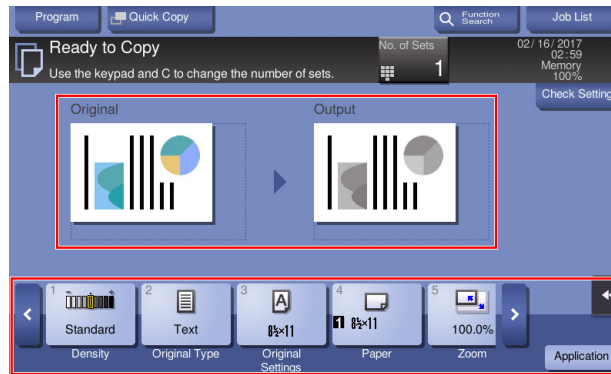 Program
Quick Copy
Function
Search
Job List
Ready to Copy
Use the keypad and C to change the number of sets.
No. of Sets
1
02/16/2017
02:59
Memory
100%
Check Setting
Original
Output
1
Standard
Density
2
Text
Original Type
3
A
8½×11
Original
Settings
4
1 8½×11
Paper
5
100.0%
Zoom
Application